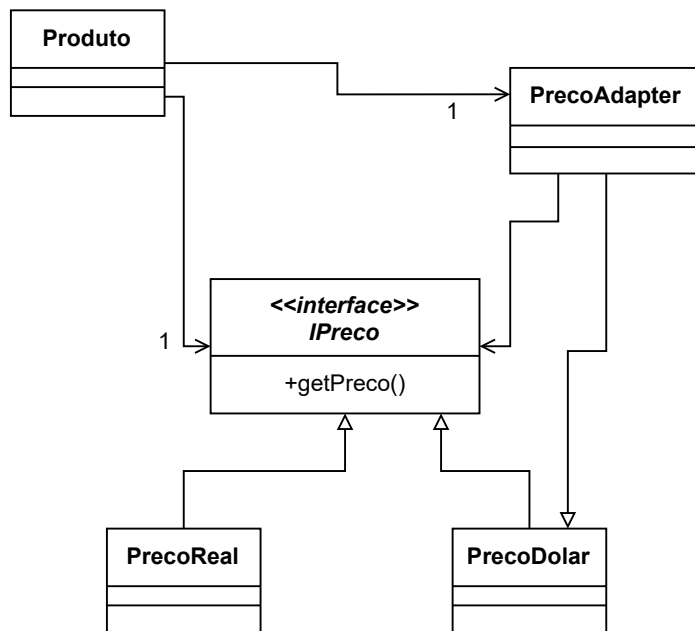 Produto
PrecoAdapter
1
<<interface>>
IPreco
1
+getPreco()
PrecoReal
PrecoDolar